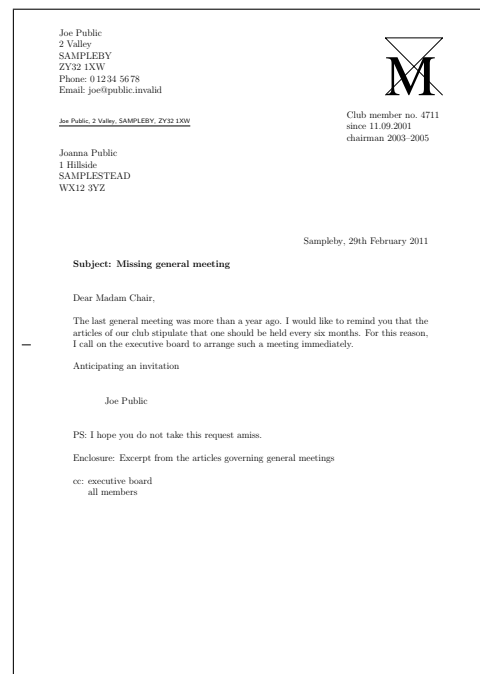 Joe Public
2 Valley
SAMPLEBY
ZY32 1XW
Phone: 0 12 34 56 78
Email: joe@public.invalid
M
Joe Public, 2 Valley, SAMPLEBY, ZY32 1XW
Club member no. 4711
since 11.09.2001
chairman 2003–2005
Joanna Public
1 Hillside
SAMPLESTEAD
WX12 3YZ
Sampleby, 29th February 2011
Subject: Missing general meeting
Dear Madam Chair,
The last general meeting was more than a year ago. I would like to remind you that the
articles of our club stipulate that one should be held every six months. For this reason,
I call on the executive board to arrange such a meeting immediately.
Anticipating an invitation
Joe Public
PS: I hope you do not take this request amiss.
Enclosure: Excerpt from the articles governing general meetings
cc: executive board
all members